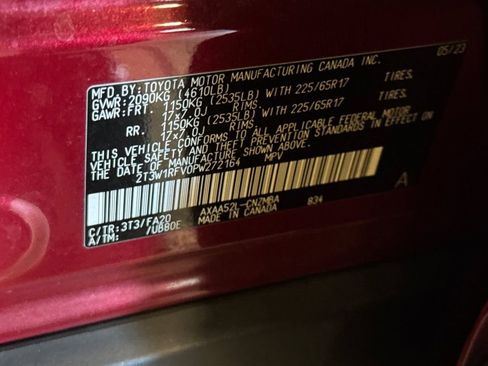 MFD.BY:TOYOTA MOTOR MANUFACTURING CANADA INC. 05/23
GVWR:2090KG (4610LB)
GAWR:FRT 1150KG (2535LB) WITH 225/65R17 TIRES.
17x7.0J RIMS.
RR. 1150KG (2535LB) WITH 225/65R17 TIRES.
17x7.0J RIMS.
THIS VEHICLE CONFORMS TO ALL APPLICABLE FEDERAL MOTOR
VEHICLE SAFETY AND THEFT PREVENTION STANDARDS IN
EFFECT ON THE DATE OF MANUFACTURE SHOWN ABOVE.
2T3W1RFV0PW272164 MPV
A
C/TR:3T3/FA20 AXAA52L-CNZMBA 834
A/TM: /UB80E MADE IN CANADA